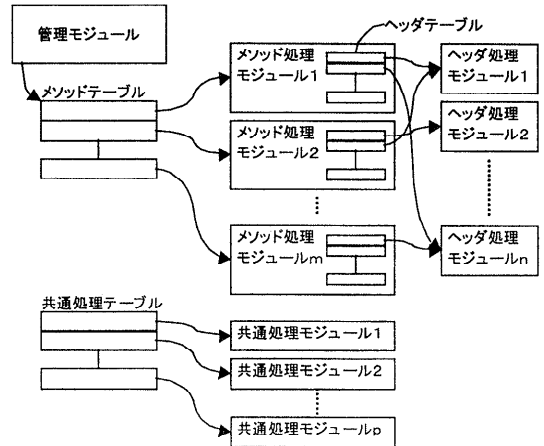 管理モジュール
メソッドテーブル
ヘッダテーブル
メソッド処理
モジュール1
メソッド処理
モジュール2
メソッド処理
モジュールm
ヘッダ処理
モジュール1
ヘッダ処理
モジュール2
ヘッダ処理
モジュールn
共通処理テーブル
共通処理モジュール1
共通処理モジュール2
共通処理モジュールp